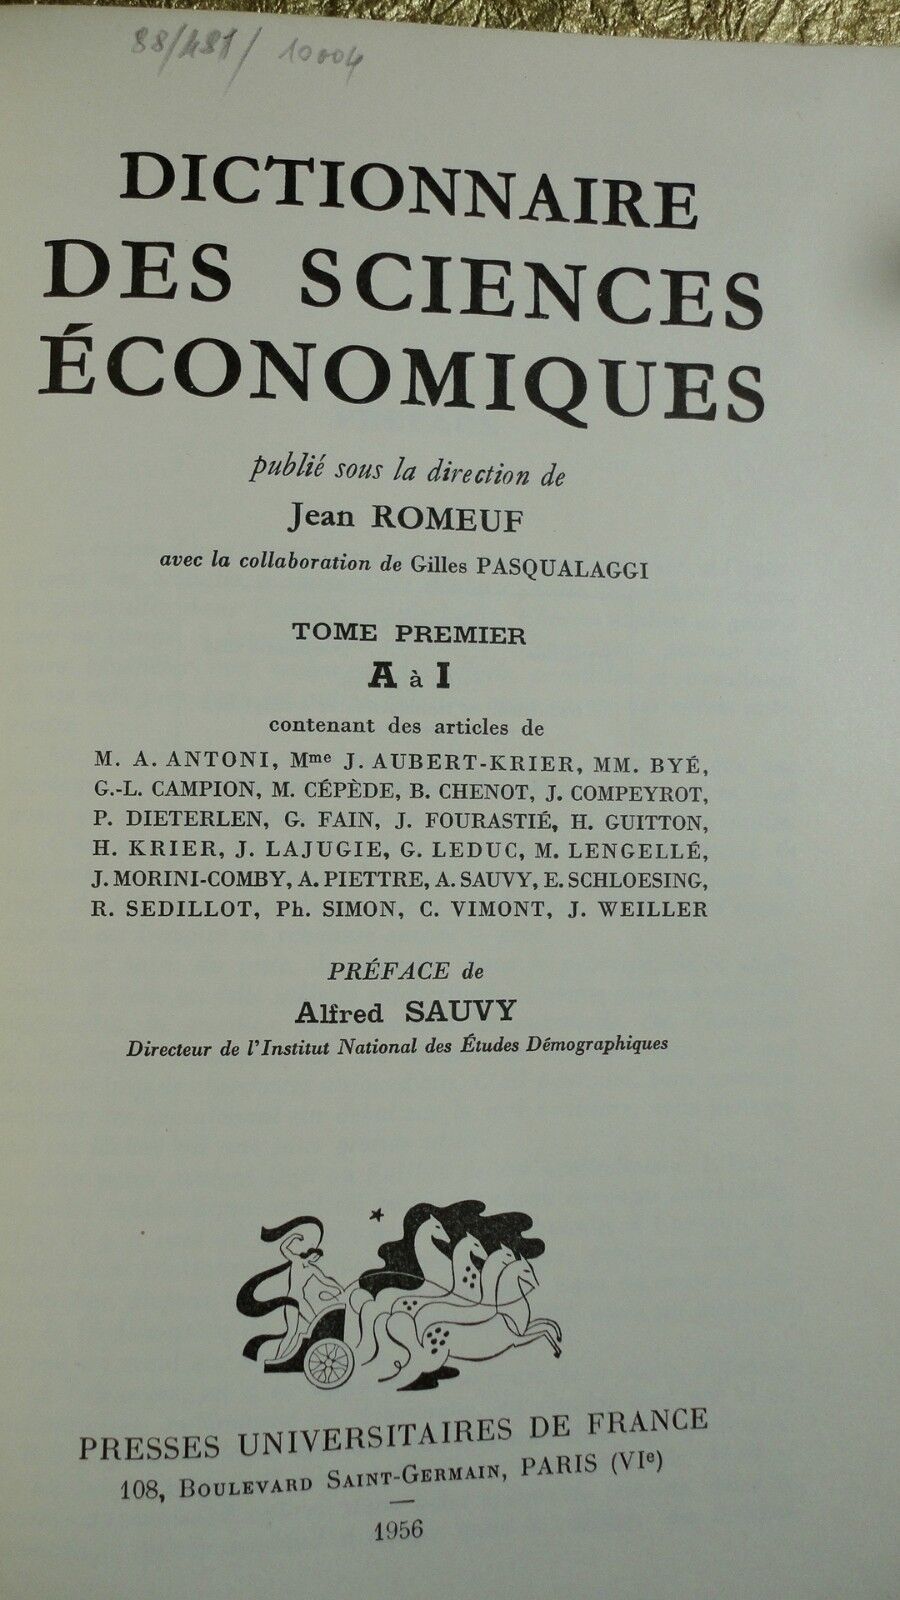 88/481/ 10004
DICTIONNAIRE
DES SCIENCES
ÉCONOMIQUES
publié sous la direction de
Jean ROMEUF
avec la collaboration de Gilles PASQUALAGGI
TOME PREMIER
A à I
contenant des articles de
M. A. ANTONI, Mme J. AUBERT-KRIER, MM. BYÉ,
G.-L. CAMPION, M. CÉPÈDE, B. CHENOT, J. COMPEYROT,
P. DIETERLEN, G. FAIN, J. FOURASTIÉ, H. GUITTON,
H. KRIER, J. LAJUGIE, G. LEDUC, M. LENGELLÉ,
J. MORINI-COMBY, A. PIETTRE, A. SAUVY, E. SCHLOESING,
R. SEDILLOT, Ph. SIMON, C. VIMONT, J. WEILLER
PRÉFACE de
Alfred SAUVY
Directeur de l'Institut National des Études Démographiques
PRESSES UNIVERSITAIRES DE FRANCE
108, BOULEVARD SAINT-GERMAIN, PARIS (VIe)
1956